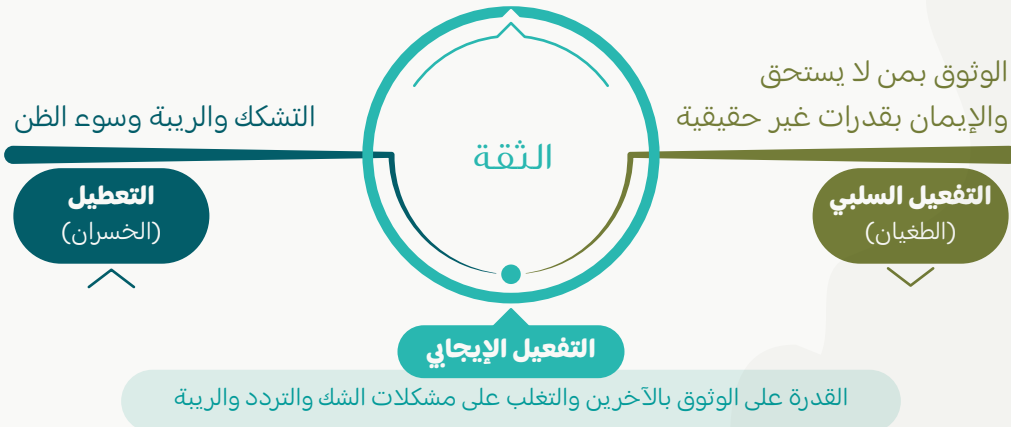 الوثوق بمن لا يستحق
والإيمان بقدرات غير حقيقية
التفعيل السلبي
(الطغيان)
الثقة
التشكك والريبة وسوء الظن
التعطيل
(الخسران)
التفعيل الإيجابي
القدرة على الوثوق بالآخرين والتغلب على مشكلات الشك والتردد والريبة